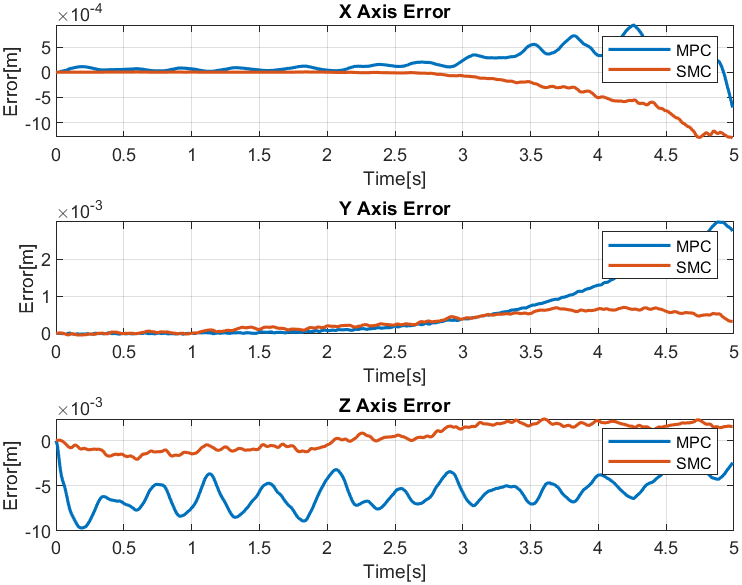 ×10-4
X Axis Error
Error[m]
5
0
-5
-10
MPC
SMC
0 0.5 1 1.5 2 2.5 3 3.5 4 4.5 5
Time[s]
×10-3
Y Axis Error
Error[m]
2
1
0
MPC
SMC
0 0.5 1 1.5 2 2.5 3 3.5 4 4.5 5
Time[s]
×10-3
Z Axis Error
Error[m]
0
-5
-10
MPC
SMC
0 0.5 1 1.5 2 2.5 3 3.5 4 4.5 5
Time[s]